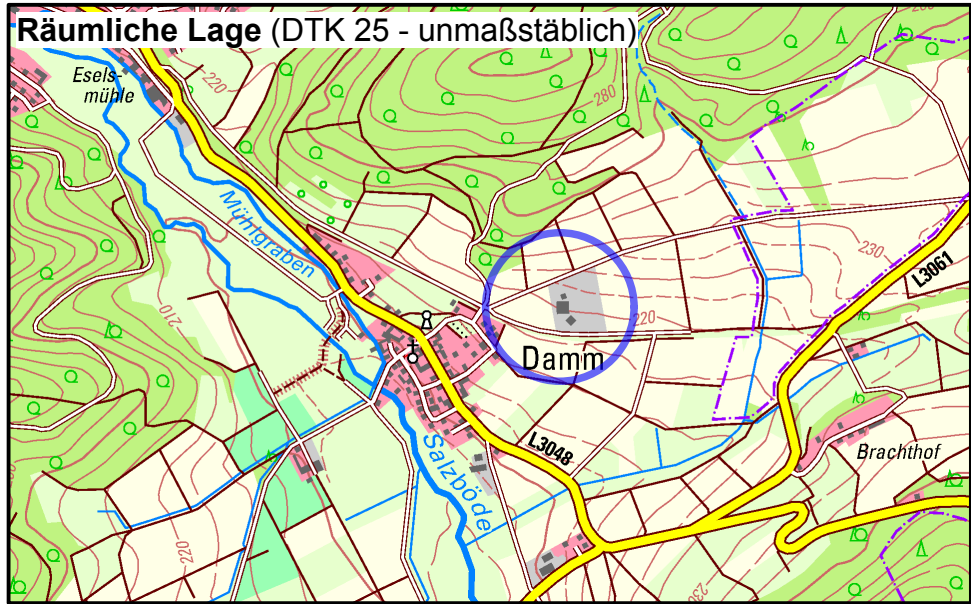 Räumliche Lage (DTK 25 - unmaßstäblich)
Esels-
mühle
220
280
Mühlgraben
230
L3061
210
220
Damm
L3048
Salzböde
Brachthof
220
230